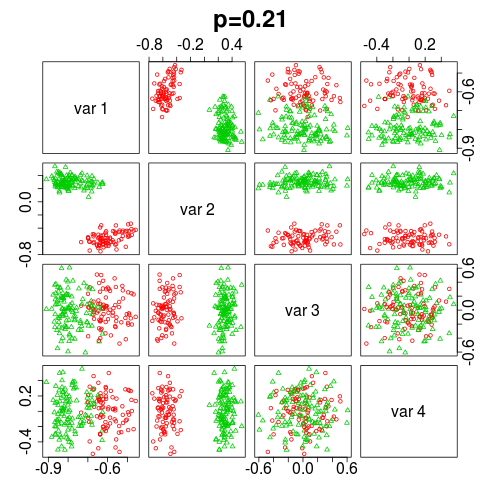 p=0.21
-0.8 -0.2 0.4
-0.4 0.2
var 1
-0.6
-0.9
0.0
-0.8
var 2
var 3
0.6
0.0
-0.6
0.2
-0.4
var 4
-0.9 -0.6
-0.6 0.0 0.6